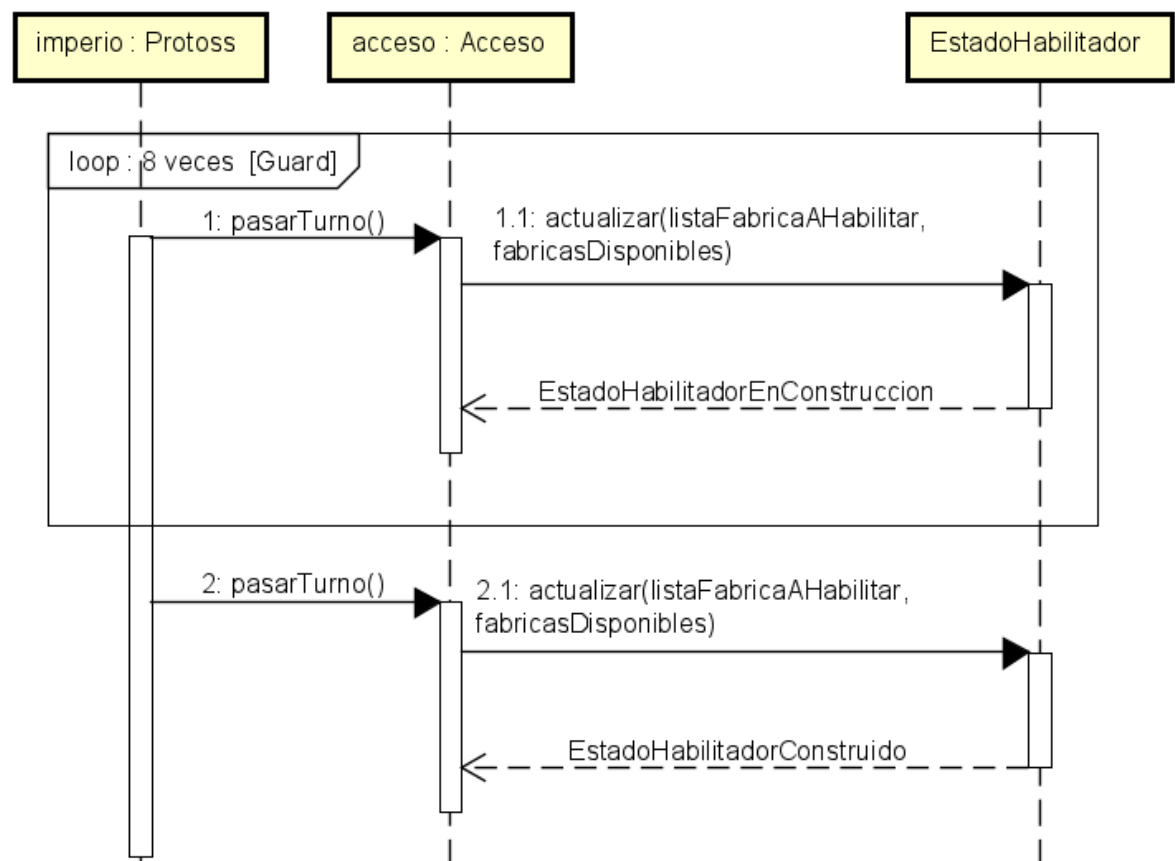 imperio : Protoss
acceso : Acceso
EstadoHabilitador
loop : 8 veces [Guard]
1: pasarTurno()
1.1: actualizar(listaFabricaAHabilitar,
fabricasDisponibles)
EstadoHabilitadorEnConstruccion
2: pasarTurno()
2.1: actualizar(listaFabricaAHabilitar,
fabricasDisponibles)
EstadoHabilitadorConstruido